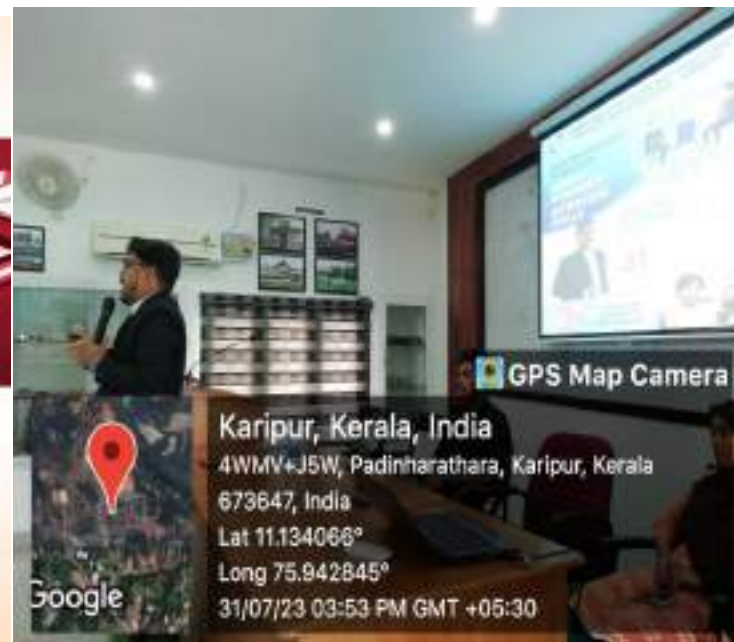 GPS Map Camera
Karipur, Kerala, India
4WMV+J5W, Padinharathara, Karipur, Kerala
673647, India
Lat 11.134066°
Long 75.942845°
31/07/23 03:53 PM GMT +05:30
Google